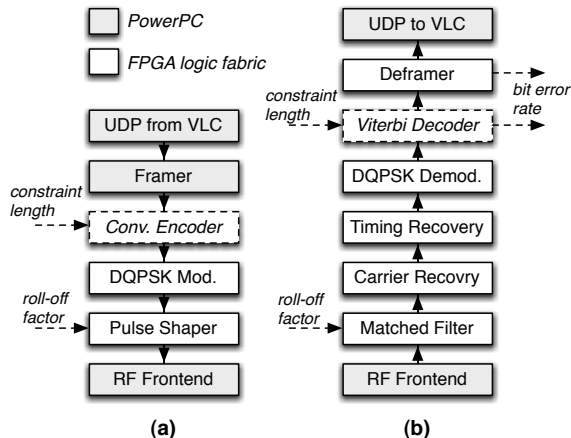 PowerPC
FPGA logic fabric
UDP from VLC
Framer
constraint
length
Conv. Encoder
DQPSK Mod.
roll-off
factor
Pulse Shaper
RF Frontend
(a)
UDP to VLC
Deframer
bit error
rate
constraint
length
Viterbi Decoder
DQPSK Demod.
Timing Recovery
Carrier Recovry
roll-off
factor
Matched Filter
RF Frontend
(b)